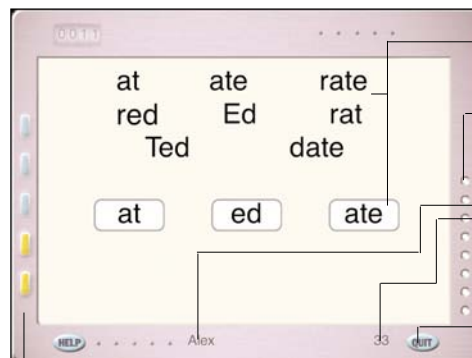 0011
at ate rate
red Ed rat
Ted date
at ed ate
HELP Alex 33 QUIT